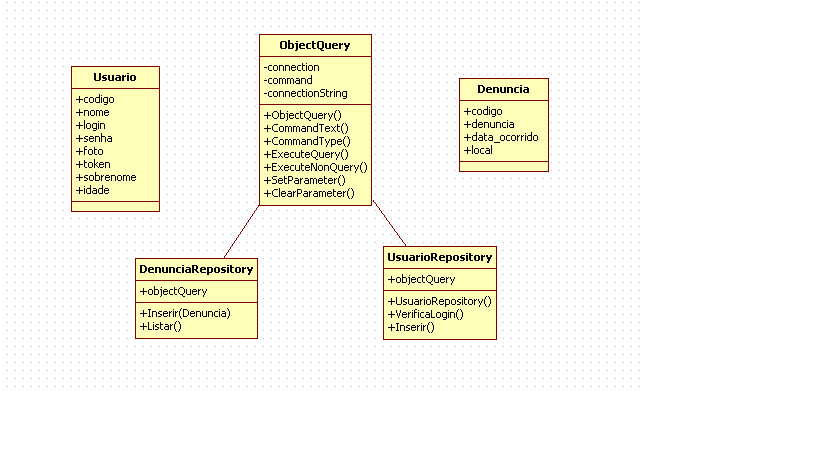 Usuario
+codigo
+nome
+login
+senha
+foto
+token
+sobrenome
+idade
ObjectQuery
-connection
-command
-connectionString
+ObjectQuery()
+CommandText()
+CommandType()
+ExecuteQuery()
+ExecuteNonQuery()
+SetParameter()
+ClearParameter()
Denuncia
+codigo
+denuncia
+data_ocorrido
+local
DenunciaRepository
+objectQuery
+Inserir(Denuncia)
+Listar()
UsuarioRepository
+objectQuery
+UsuarioRepository()
+VerificaLogin()
+Inserir()